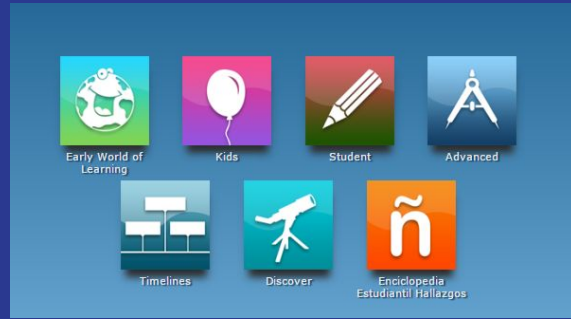 Early World of
Learning
Kids
Student
Advanced
Timelines
Discover
ñ
Enciclopedia
Estudiantil Hallazgos